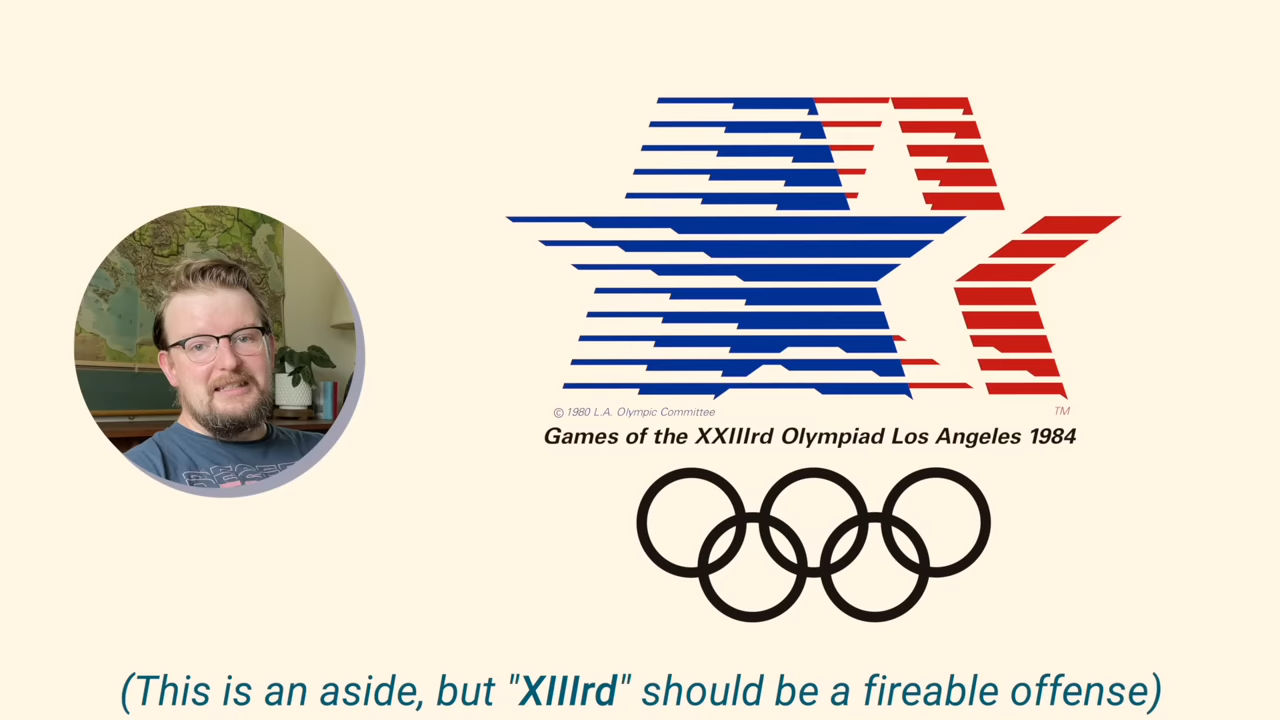 © 1980 L.A. Olympic Committee
TM
Games of the XXIIIrd Olympiad Los Angeles 1984
(This is an aside, but "XIIIrd" should be a fireable offense)